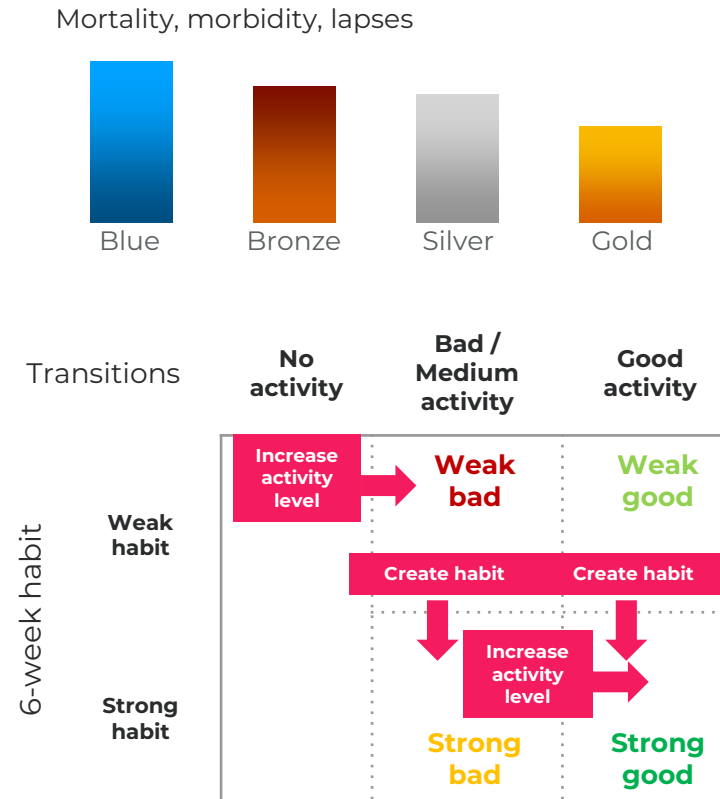 Mortality, morbidity, lapses
Blue
Bronze
Silver
Gold
Transitions
No
activity
Bad /
Medium
activity
Good
activity
6-week habit
Weak
habit
Increase
activity
level
Weak
bad
Weak
good
Create habit
Create habit
Strong
habit
Increase
activity
level
Strong
bad
Strong
good